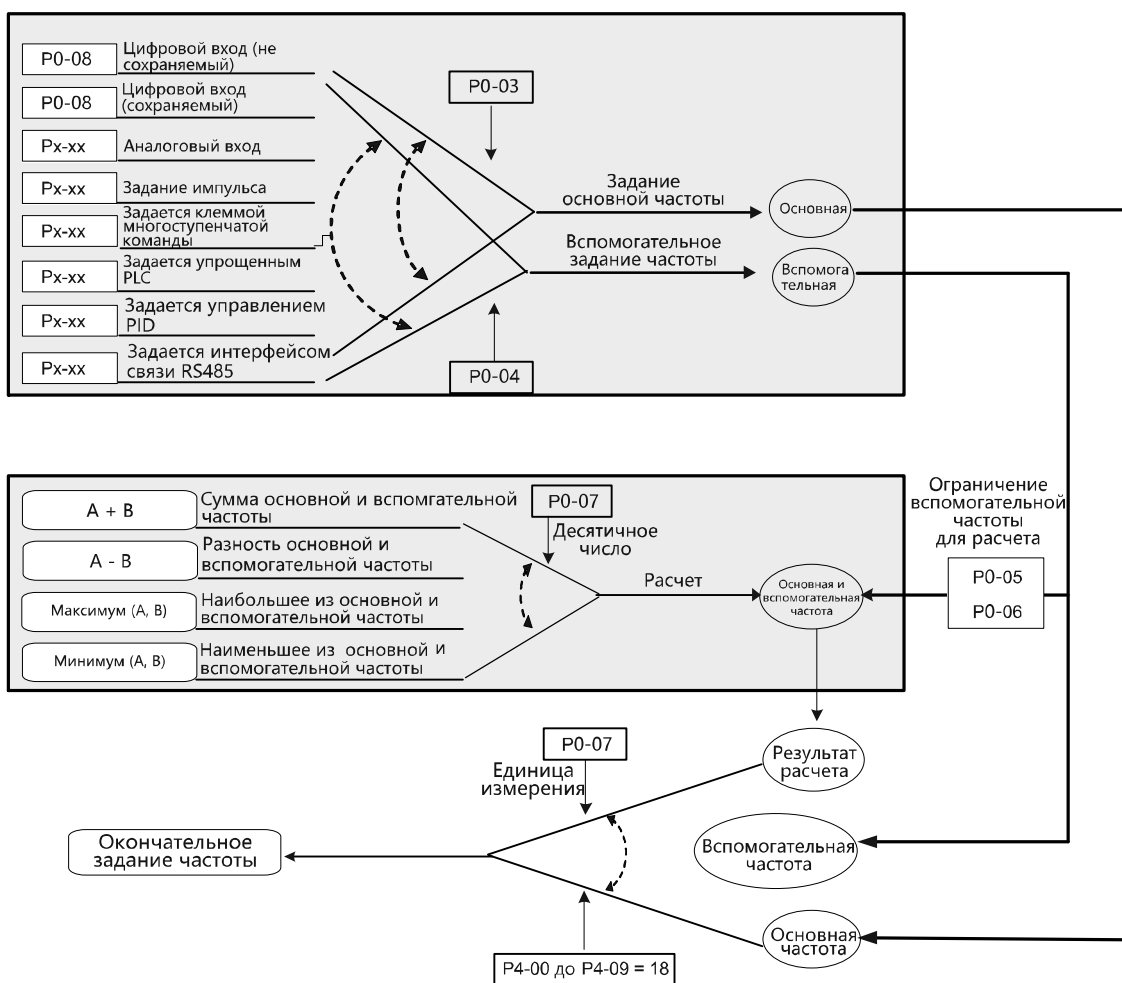 P0-08
Цифровой вход (не
сохраняемый)
P0-08
Цифровой вход
(сохраняемый)
Px-xx
Аналоговый вход
Px-xx
Задание импульса
Px-xx
Задается клеммой
многоступенчатой
команды
Px-xx
Задается упрощенным
PLC
Px-xx
Задается управлением
PID
Px-xx
Задается интерфейсом
связи RS485
P0-03
P0-04
Задание
основной частоты
Основная
Вспомогательное
задание частоты
Вспомога
тельная
A + B
Сумма основной и вспомгательной
частоты
A - B
Разность основной и
вспомогательной частоты
Максимум (A, B)
Наибольшее из основной и
вспомогательной частоты
Минимум (A, B)
Наименьшее из основной и
вспомогательной частоты
P0-07
Десятичное
число
Расчет
Основная и
вспомогательная
частота
Ограничение
вспомогательной
частоты
для расчета
P0-05
P0-06
P0-07
Единица
измерения
Результат
расчета
Окончательное
задание частоты
Вспомогательная
частота
Основная
частота
P4-00 до P4-09 = 18